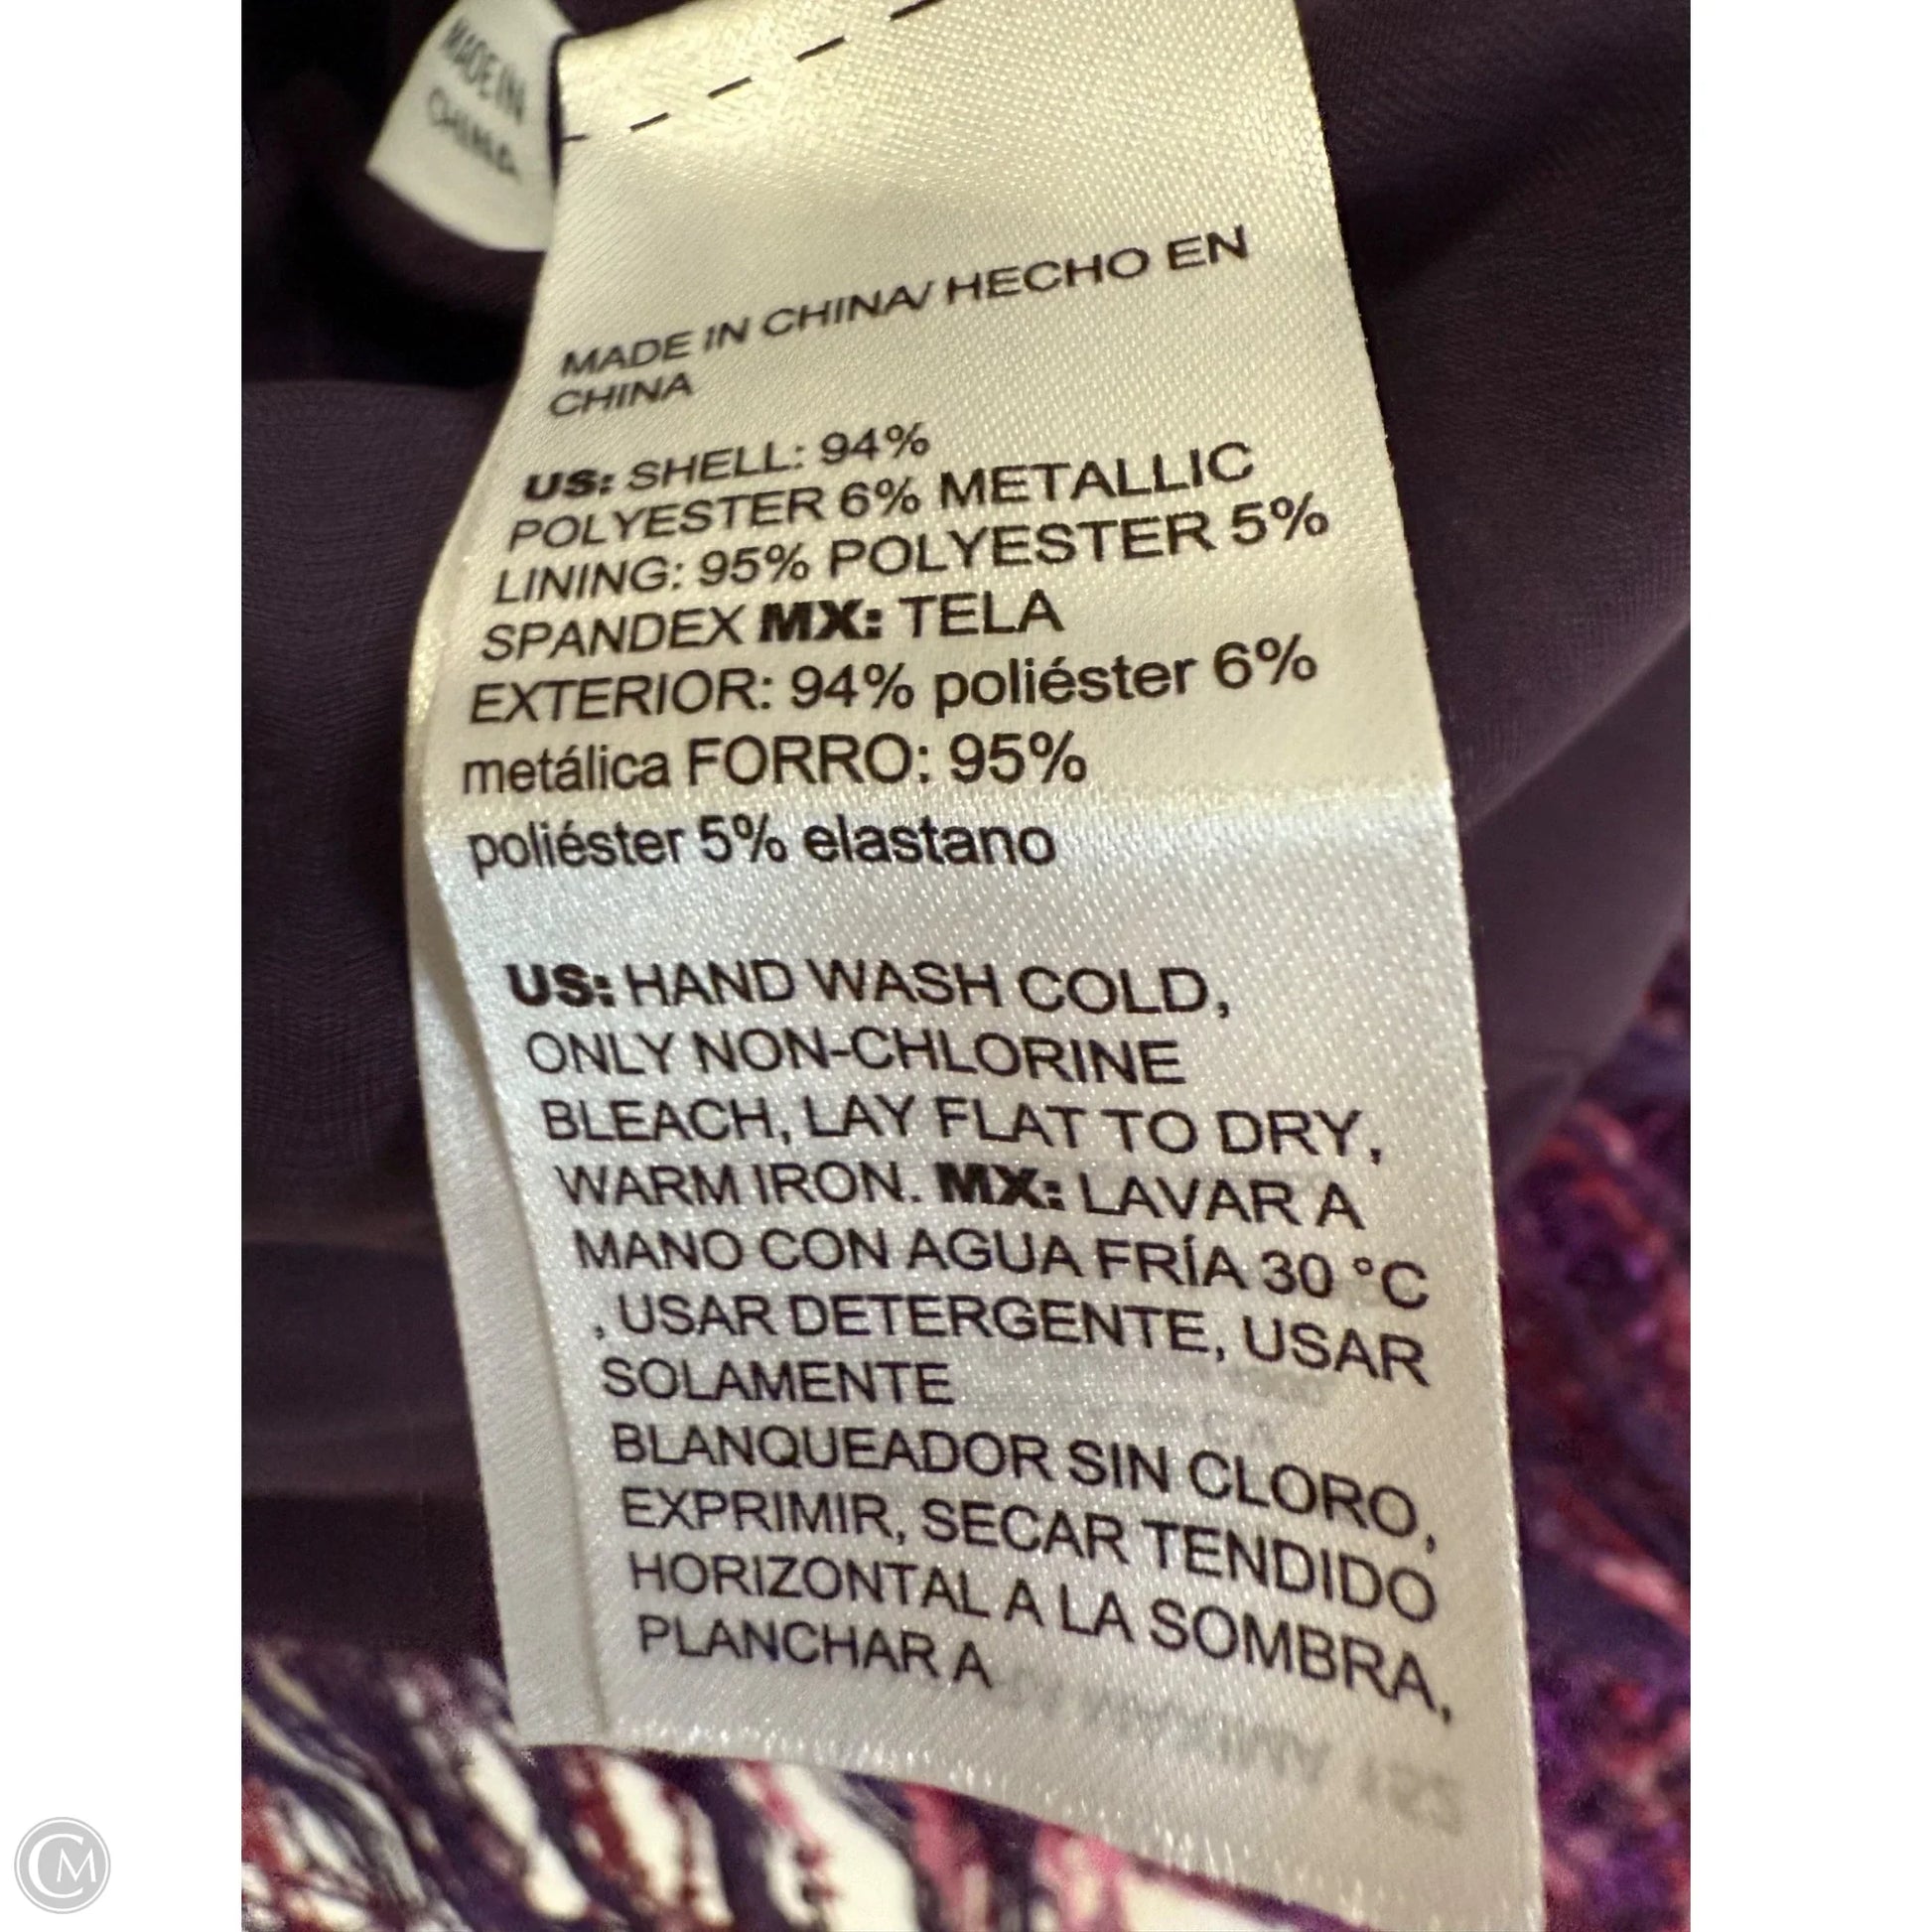 MADE IN
CHINA
MADE IN CHINA/ HECHO EN
CHINA
US: SHELL: 94%
POLYESTER 6% METALLIC
LINING: 95% POLYESTER 5%
SPANDEX MX: TELA
EXTERIOR: 94% poliéster 6%
metálica FORRO: 95%
poliéster 5% elastano
US: HAND WASH COLD,
ONLY NON-CHLORINE
BLEACH, LAY FLAT TO DRY,
WARM IRON. MX: LAVAR A
MANO CON AGUA FRÍA 30 °C
, USAR DETERGENTE, USAR
SOLAMENTE
BLANQUEADOR SIN CLORO,
EXPRIMIR, SECAR TENDIDO
HORIZONTAL A LA SOMBRA,
PLANCHAR A
CM